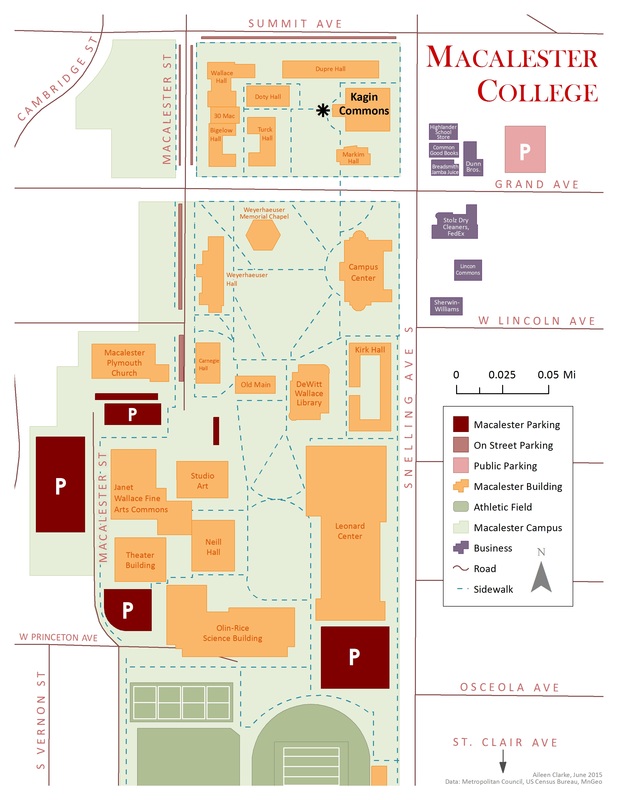 SUMMIT AVE
CAMBRIDGE ST
MACALESTER ST
MACALESTER
COLLEGE
Wallace
Hall
Dupre Hall
Doty Hall
Kagin
Commons
30 Mac
Bigelow
Hall
Turck
Hall
Markim
Hall
Highlander
School
Store
Common
Good Books
Breadsmith
Jamba Juice
Dunn
Bros.
P
GRAND AVE
Weyerhaeuser
Memorial Chapel
Weyerhaeuser
Hall
Campus
Center
Stolz Dry
Cleaners,
FedEx
Lincon
Commons
Sherwin-
Williams
W LINCOLN AVE
SNELLING AVE S
Macalester
Plymouth
Church
Carnegie
Hall
Old Main
DeWitt
Wallace
Library
Kirk Hall
0 0.025 0.05 Mi
P
P
MACALESTER ST
Janet
Wallace Fine
Arts Commons
Studio
Art
Neill
Hall
Theater
Building
Leonard
Center
P
Olin-Rice
Science Building
P
W PRINCETON AVE
S VERNON ST
Macalester Parking
On Street Parking
Public Parking
Macalester Building
Athletic Field
Macalester Campus
Business
Road
Sidewalk
N
OSCEOLA AVE
ST. CLAIR AVE
Aileen Clarke, June 2015
Data: Metropolitan Council, US Census Bureau, MnGeo